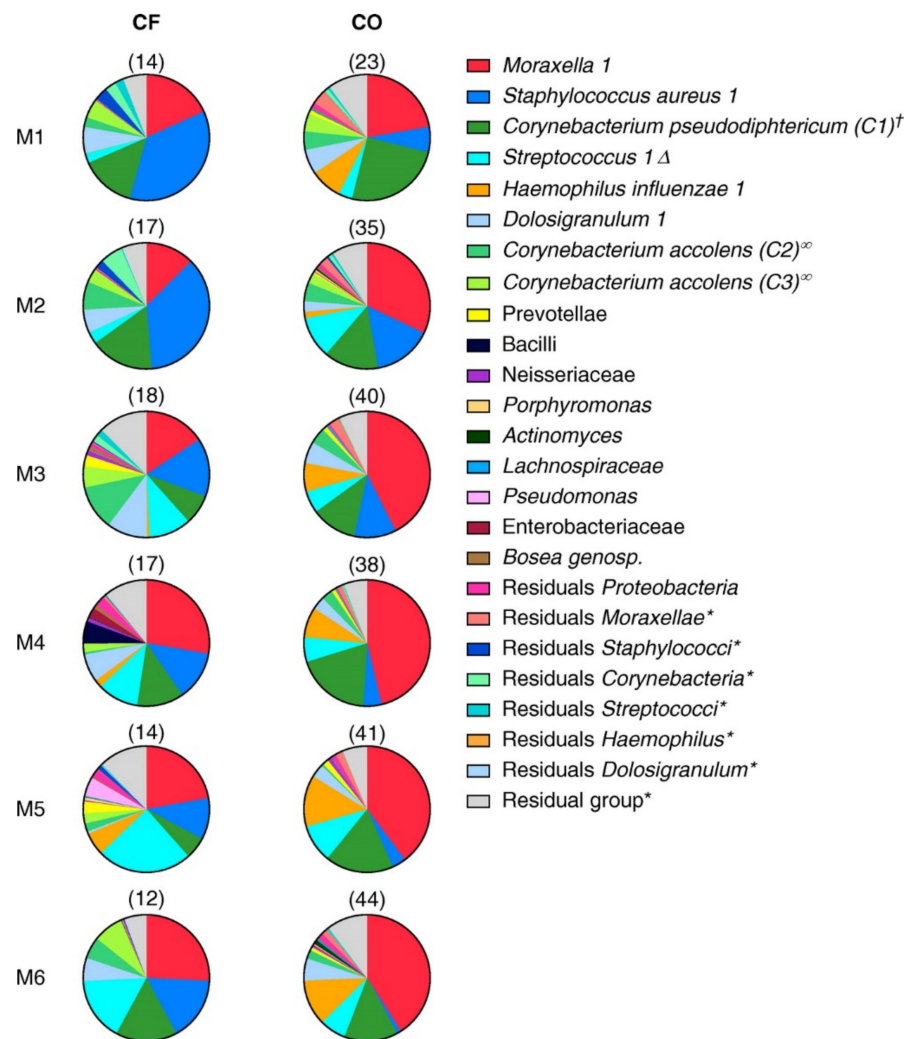 CF CO
(14) (23)
M1
(17) (35)
M2
(18) (40)
M3
(17) (38)
M4
(14) (41)
M5
(12) (44)
M6
Moraxella 1
Staphylococcus aureus 1
Corynebacterium pseudodiphtericum (C1)†
Streptococcus 1 Δ
Haemophilus influenzae 1
Dolosigranulum 1
Corynebacterium accolens (C2)∞
Corynebacterium accolens (C3)∞
Prevotellae
Bacilli
Neisseriaceae
Porphyromonas
Actinomyces
Lachnospiraceae
Pseudomonas
Enterobacteriaceae
Bosea genosp.
Residuals Proteobacteria
Residuals Moraxellae*
Residuals Staphylococci*
Residuals Corynebacteria*
Residuals Streptococci*
Residuals Haemophilus*
Residuals Dolosigranulum*
Residual group*